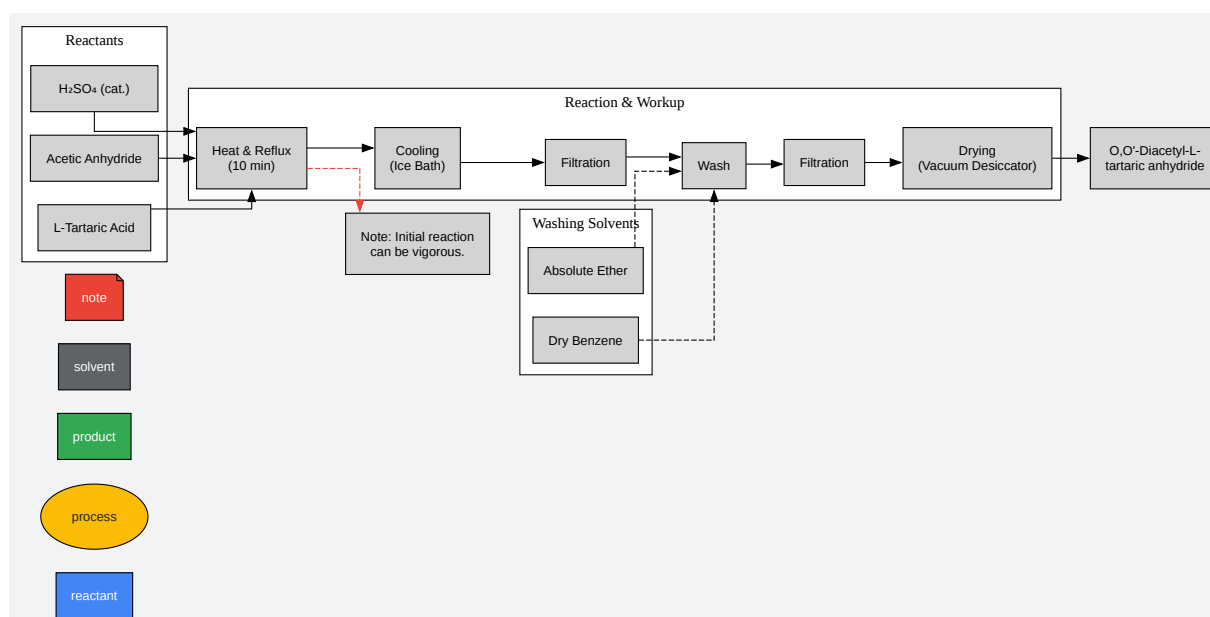 Reactants
H₂SO₄ (cat.)
Acetic Anhydride
L-Tartaric Acid
Reaction & Workup
Heat & Reflux
(10 min)
Cooling
(Ice Bath)
Filtration
Wash
Filtration
Drying
(Vacuum Desiccator)
O,O'-Diacetyl-L-
tartaric anhydride
Note: Initial reaction
can be vigorous.
Washing Solvents
Absolute Ether
Dry Benzene
note
solvent
product
process
reactant